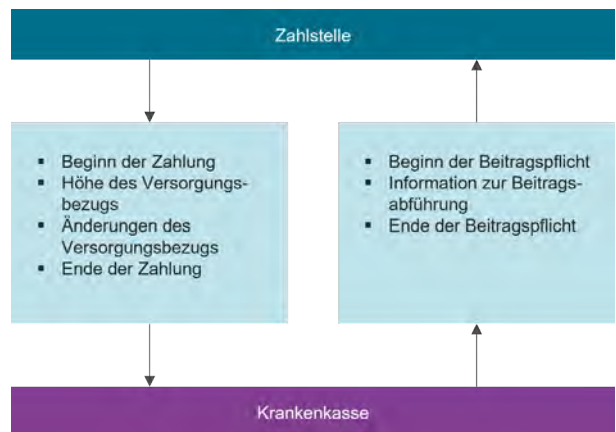 Zahlstelle
▪ Beginn der Zahlung
▪ Höhe des Versorgungs-
bezugs
▪ Änderungen des
Versorgungsbezugs
▪ Ende der Zahlung
▪ Beginn der Beitragspflicht
▪ Information zur Beitrags-
abführung
▪ Ende der Beitragspflicht
Krankenkasse